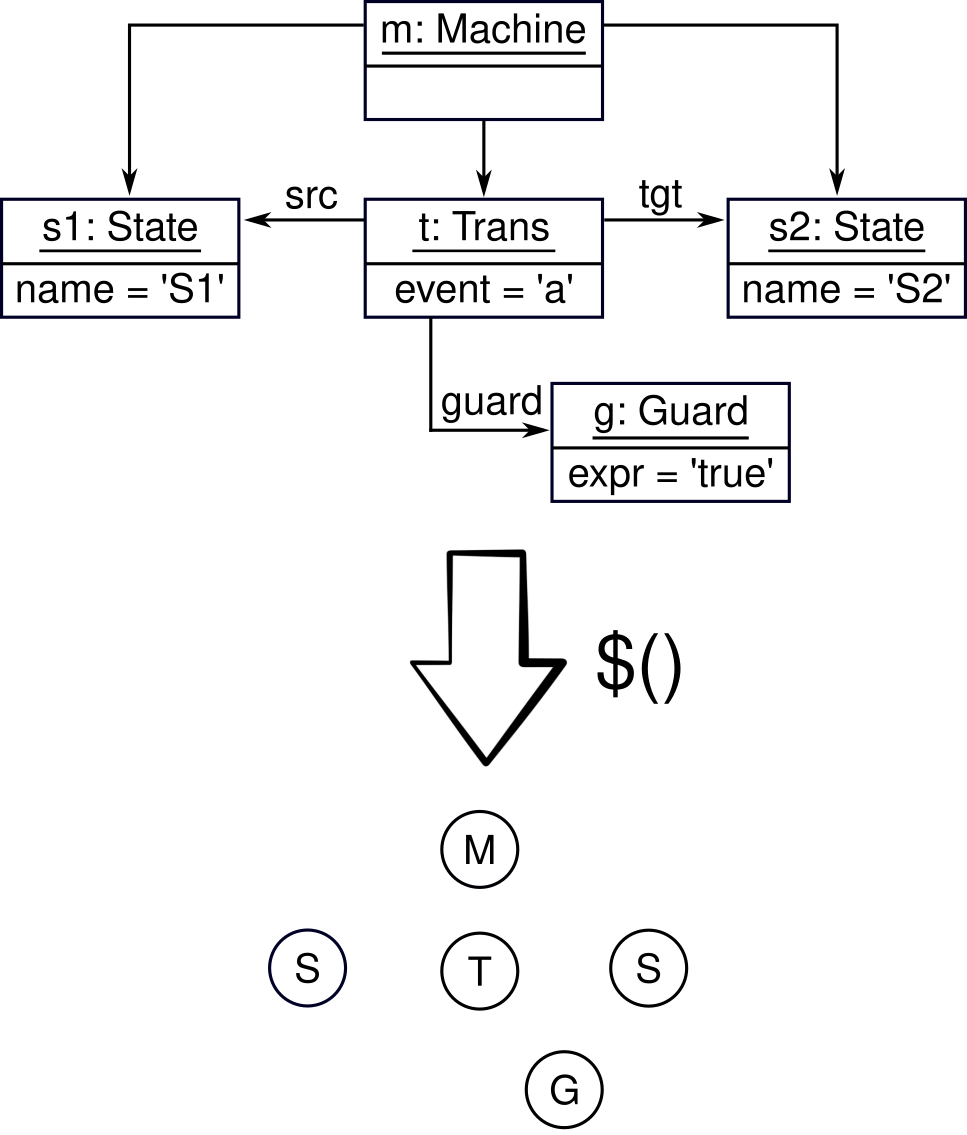 m: Machine
src
tgt
s1: State
t: Trans
s2: State
name = 'S1'
event = 'a'
name = 'S2'
guard
g: Guard
expr = 'true'
$()
M
S
T
S
G